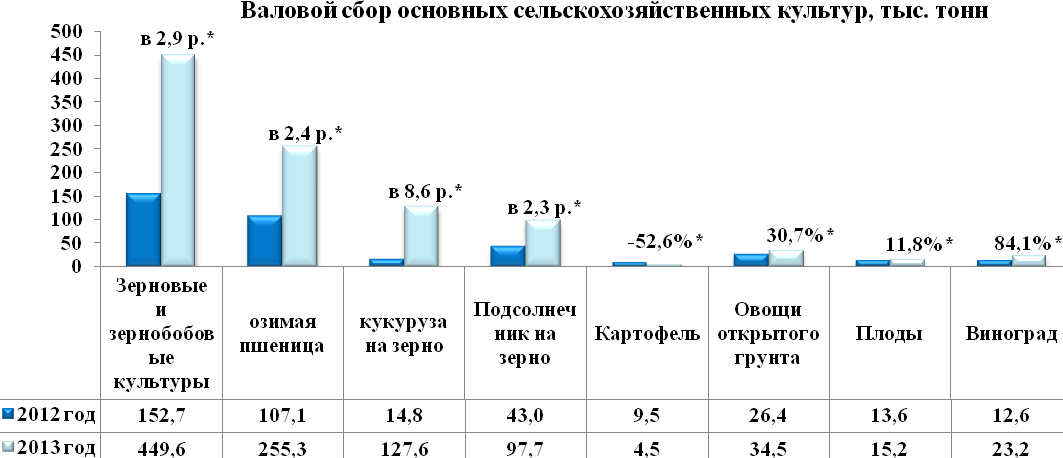 Валовой сбор основных сельскохозяйственных культур, тыс. тонн
500
450
400
350
300
250
200
150
100
50
0
в 2,9 р.*
в 2,4 р.*
в 8,6 р.*
в 2,3 р.*
-52,6%*
30,7%*
11,8%*
84,1%*
Зерновые
и
зернобобов
ые
культуры
озимая
пшеница
кукуруза
на зерно
Подсолнеч
ник на
зерно
Картофель
Овощи
открытого
грунта
Плоды
Виноград
2012 год 152,7 107,1 14,8 43,0 9,5 26,4 13,6 12,6
2013 год 449,6 255,3 127,6 97,7 4,5 34,5 15,2 23,2